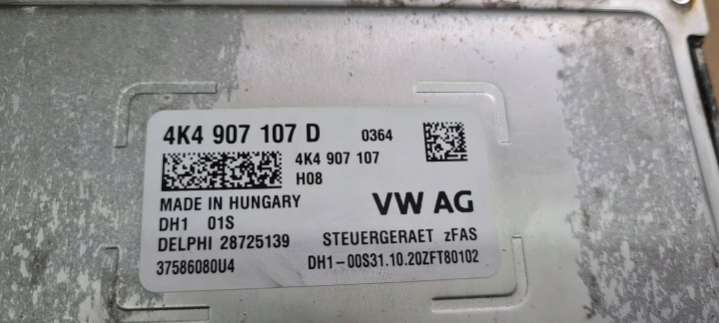 4K4 907 107 D 0364
4K4 907 107
H08
MADE IN HUNGARY
VW AG
DH1 01S
DELPHI 28725139 STEUERGERAET zFAS
37586080U4 DH1-00S31.10.20ZFT80102